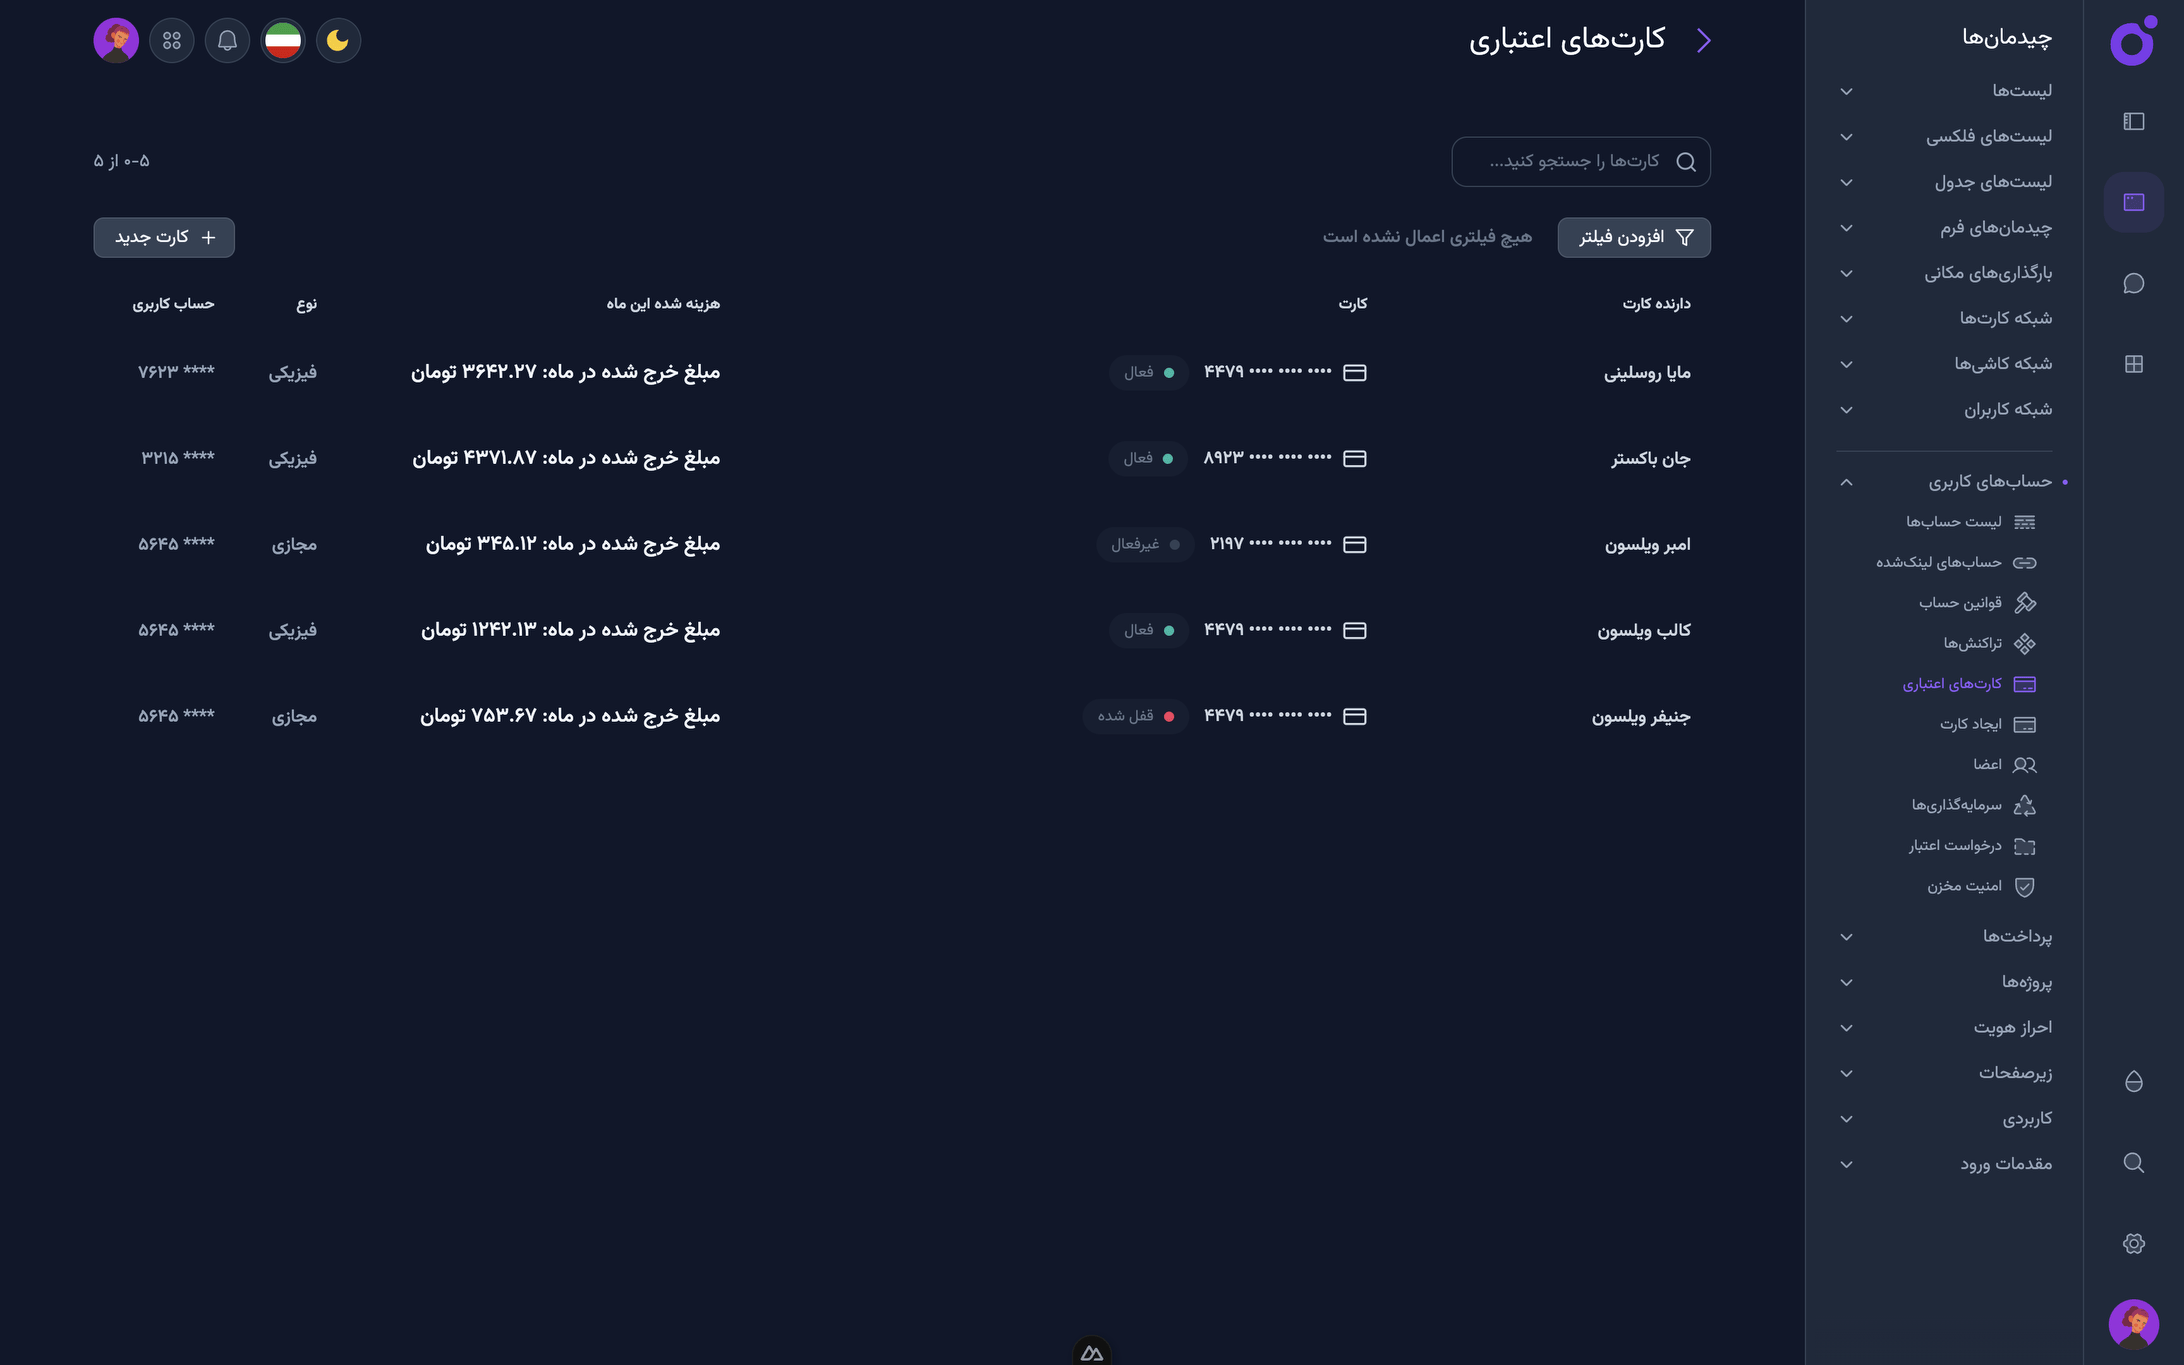 چیدمان‌ها
لیست‌ها
لیست‌های فلکسی
لیست‌های جدول
چیدمان‌های فرم
بارگذاری‌های مکانی
شبکه کارت‌ها
شبکه کاشی‌ها
شبکه کاربران
حساب‌های کاربری
لیست حساب‌ها
حساب‌های لینک‌شده
قوانین حساب
تراکنش‌ها
کارت‌های اعتباری
ایجاد کارت
اعضا
سرمایه‌گذاری‌ها
درخواست اعتبار
امنیت مخزن
پرداخت‌ها
پروژه‌ها
احراز هویت
زیرصفحات
کاربردی
مقدمات ورود
کارت‌های اعتباری
کارت‌ها را جستجو کنید...
۰-۵ از ۵
افزودن فیلتر هیچ فیلتری اعمال نشده است
کارت جدید
دارنده کارت کارت هزینه شده این ماه نوع حساب کاربری
مایا روسلینی •••• •••• •••• ۴۴۷۹ فعال مبلغ خرج شده در ماه: ۳۶۴۲.۲۷ تومان فیزیکی **** ۷۶۲۳
جان باکستر •••• •••• •••• ۸۹۲۳ فعال مبلغ خرج شده در ماه: ۴۳۷۱.۸۷ تومان فیزیکی **** ۳۲۱۵
امبر ویلسون •••• •••• •••• ۲۱۹۷ غیرفعال مبلغ خرج شده در ماه: ۳۴۵.۱۲ تومان مجازی **** ۵۶۴۵
کالب ویلسون •••• •••• •••• ۴۴۷۹ فعال مبلغ خرج شده در ماه: ۱۲۴۲.۱۳ تومان فیزیکی **** ۵۶۴۵
جنیفر ویلسون •••• •••• •••• ۴۴۷۹ قفل شده مبلغ خرج شده در ماه: ۷۵۳.۶۷ تومان مجازی **** ۵۶۴۵